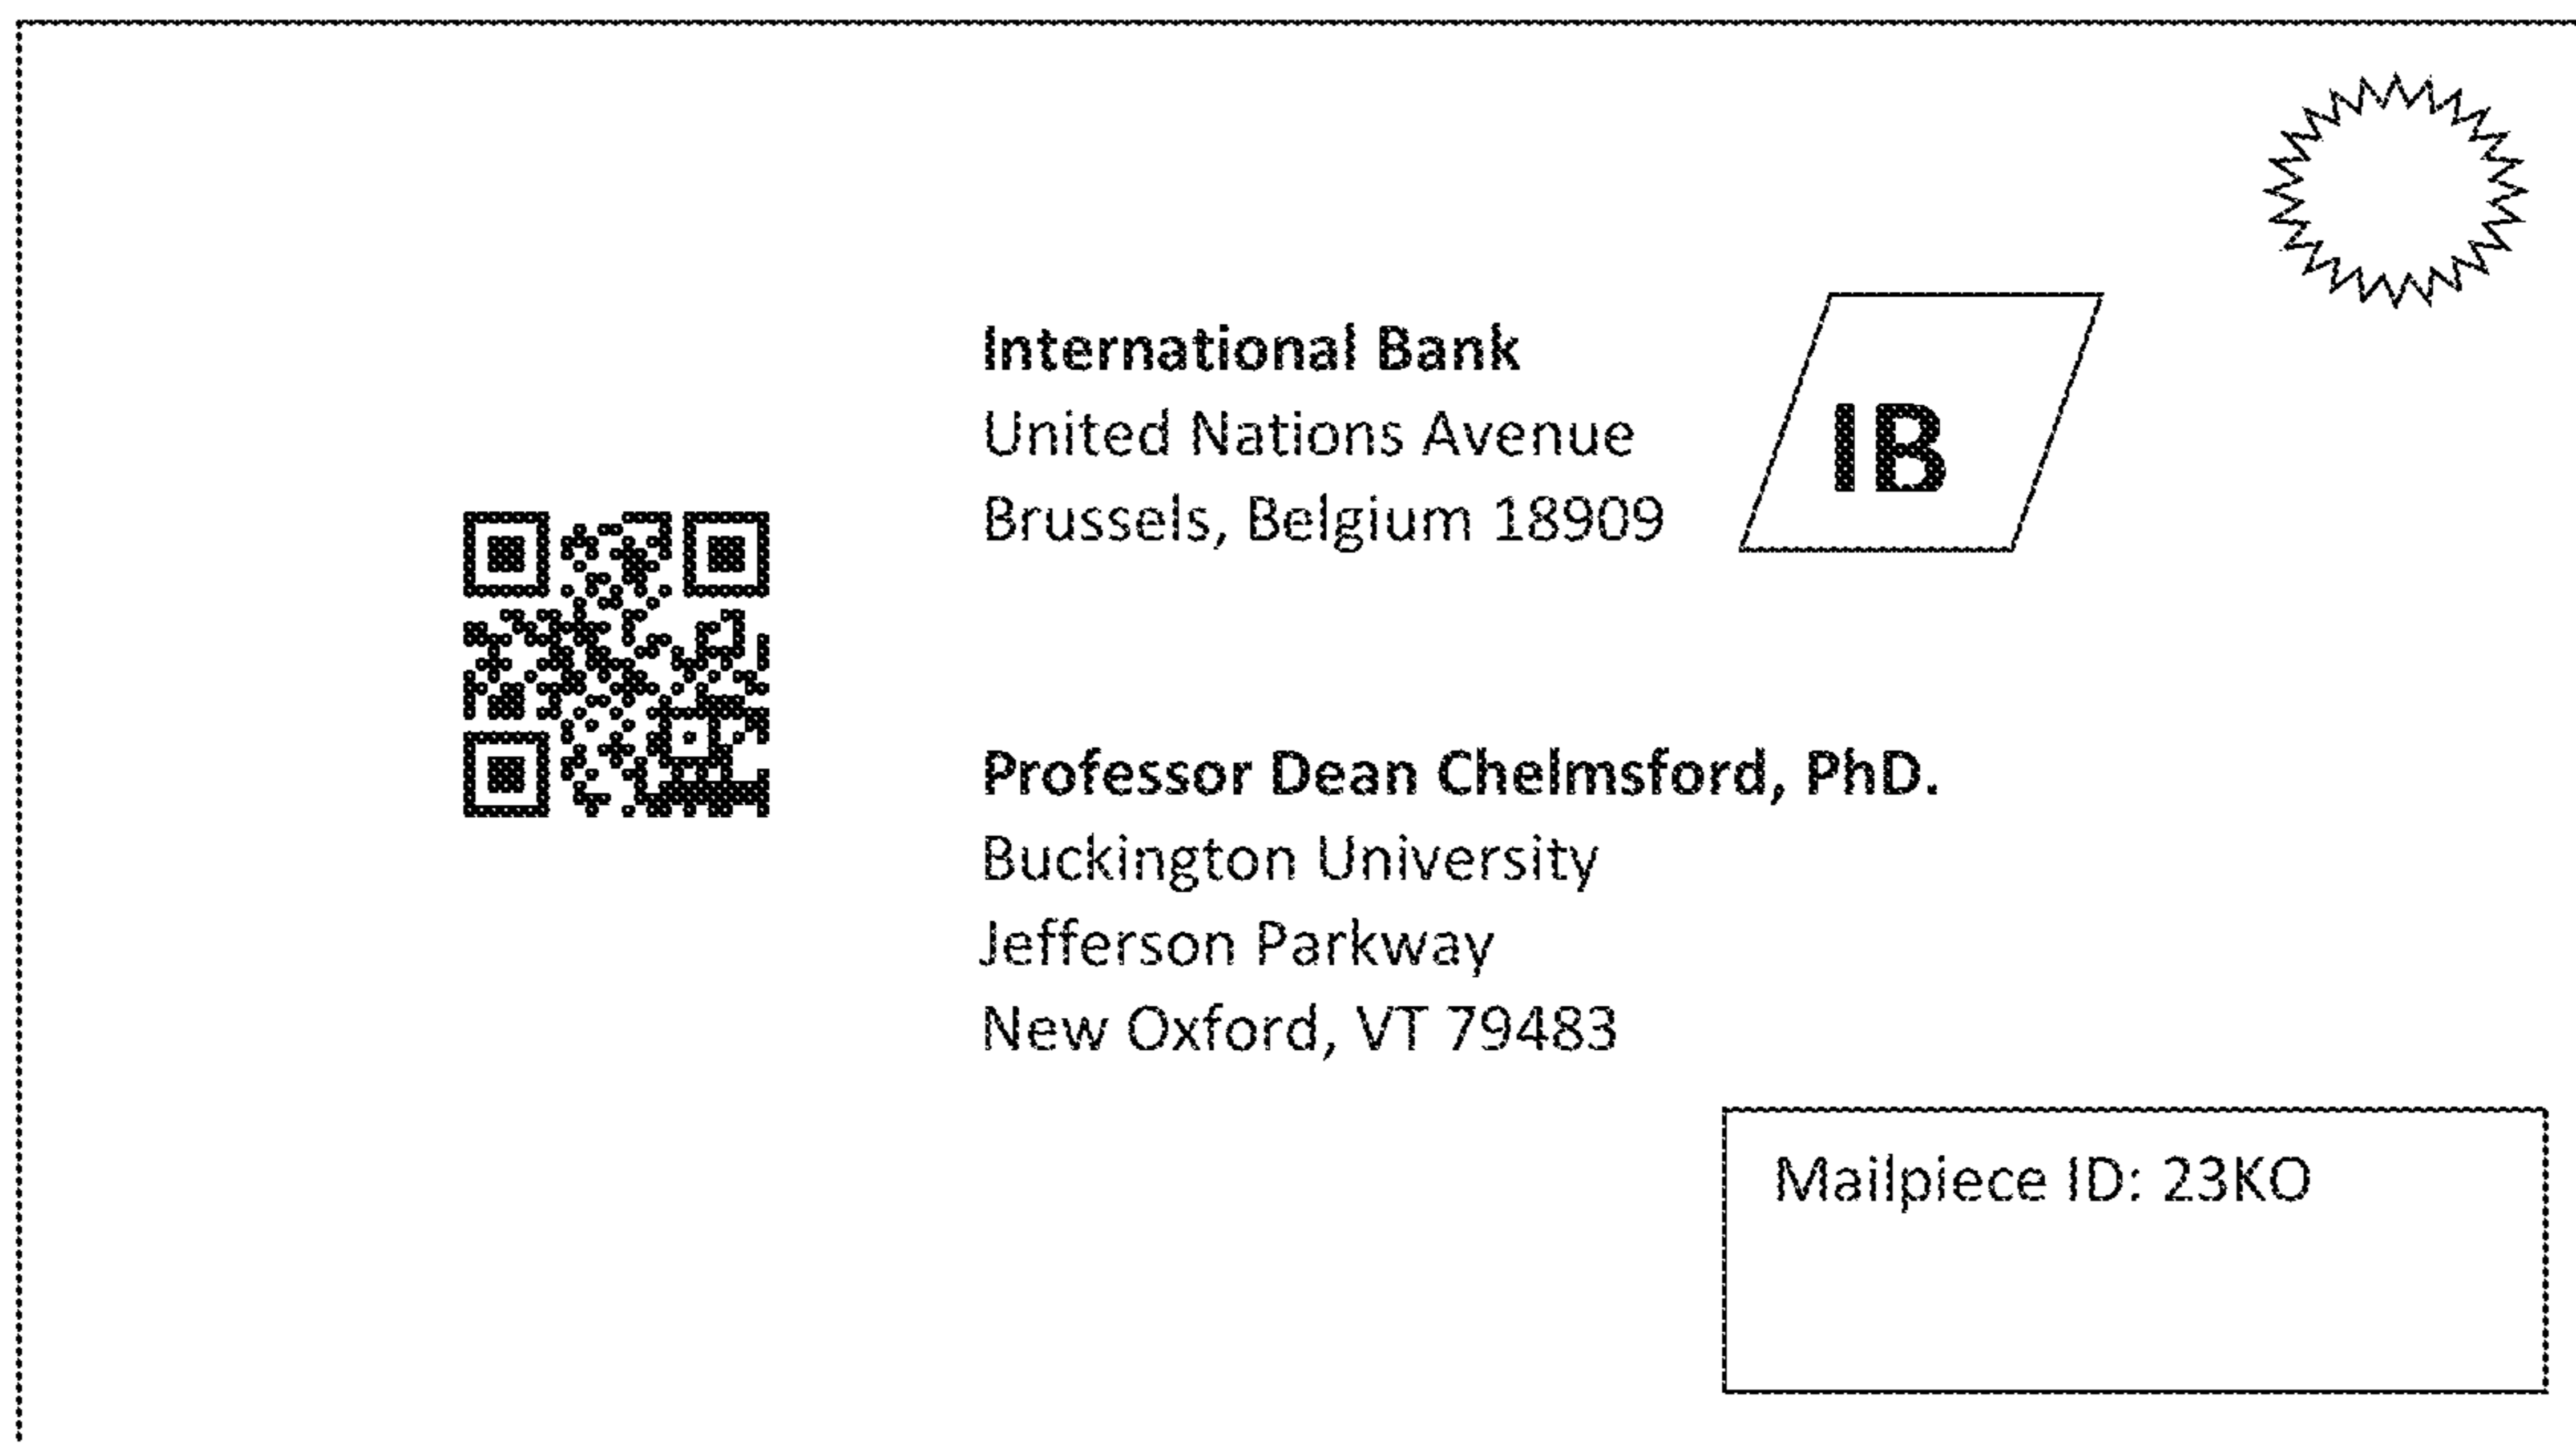 International Bank
United Nations Avenue
Brussels, Belgium 18909
IB
Professor Dean Chelmsford, PhD.
Buckington University
Jefferson Parkway
New Oxford, VT 79483
Mailpiece ID: 23KO